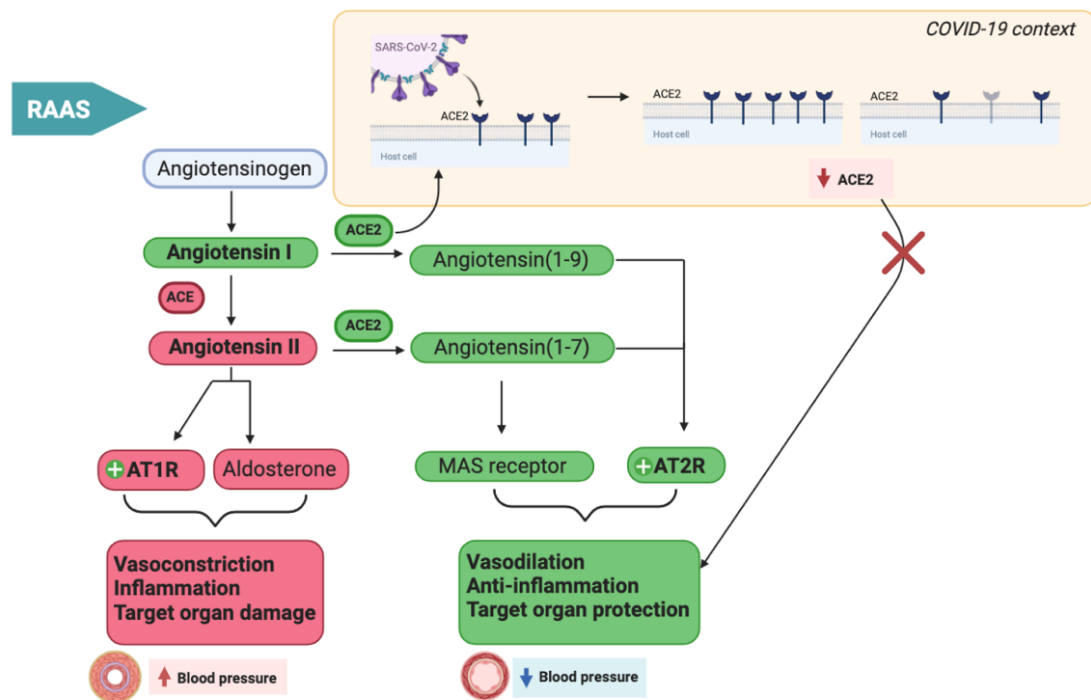 COVID-19 context
SARS-CoV-2
RAAS
ACE2
Host cell
ACE2
Host cell
ACE2
Host cell
ACE2
Angiotensinogen
ACE2
Angiotensin I
Angiotensin(1-9)
ACE
ACE2
Angiotensin II
Angiotensin(1-7)
+ AT1R
Aldosterone
MAS receptor
+ AT2R
Vasoconstriction
Inflammation
Target organ damage
Vasodilation
Anti-inflammation
Target organ protection
Blood pressure
Blood pressure